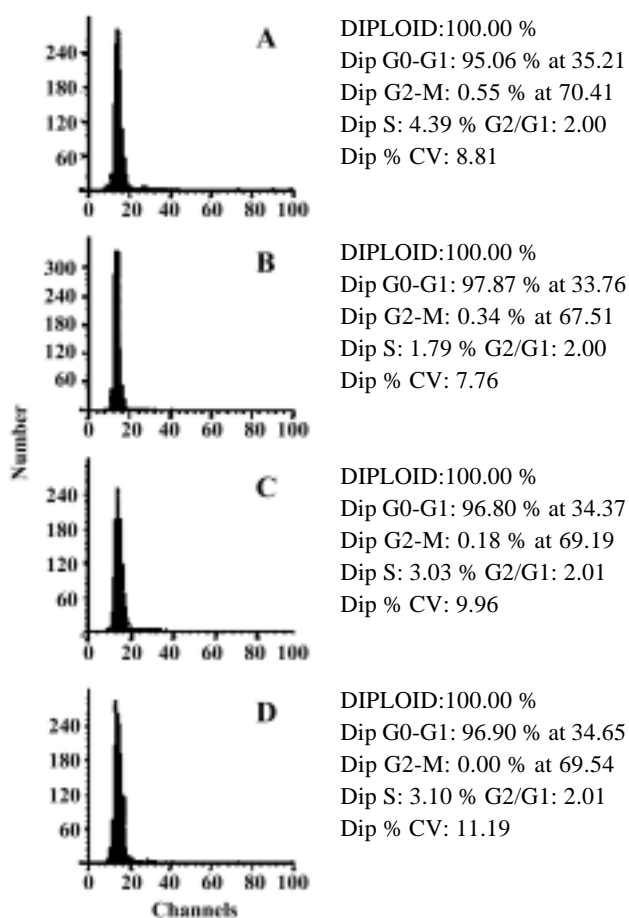 A
240
180
120
60
0 20 40 60 80 100
DIPLOID:100.00 %
Dip G0-G1: 95.06 % at 35.21
Dip G2-M: 0.55 % at 70.41
Dip S: 4.39 % G2/G1: 2.00
Dip % CV: 8.81
B
300
240
180
120
60
0 20 40 60 80 100
DIPLOID:100.00 %
Dip G0-G1: 97.87 % at 33.76
Dip G2-M: 0.34 % at 67.51
Dip S: 1.79 % G2/G1: 2.00
Dip % CV: 7.76
Number
C
240
180
120
60
0 20 40 60 80 100
DIPLOID:100.00 %
Dip G0-G1: 96.80 % at 34.37
Dip G2-M: 0.18 % at 69.19
Dip S: 3.03 % G2/G1: 2.01
Dip % CV: 9.96
D
240
180
120
60
0 20 40 60 80 100
Channels
DIPLOID:100.00 %
Dip G0-G1: 96.90 % at 34.65
Dip G2-M: 0.00 % at 69.54
Dip S: 3.10 % G2/G1: 2.01
Dip % CV: 11.19